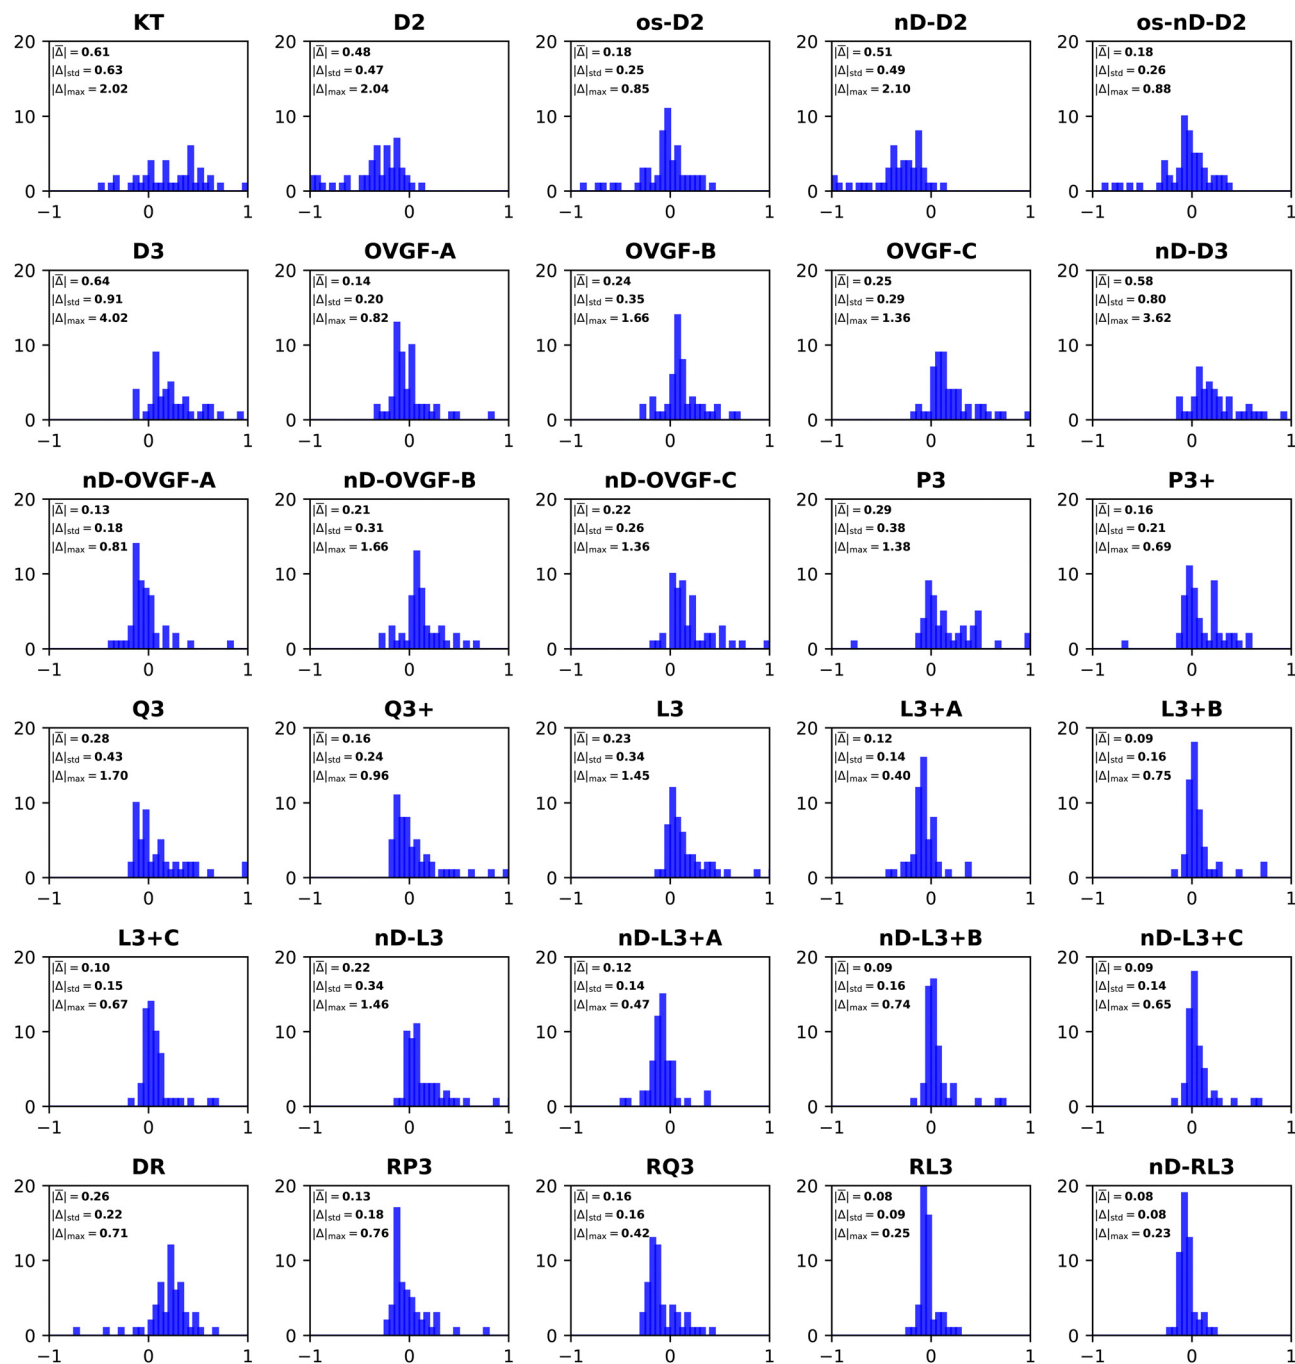 KT D2 os-D2 nD-D2 os-nD-D2
|Δ̅| = 0.61 |Δ̅| = 0.48 |Δ̅| = 0.18 |Δ̅| = 0.51 |Δ̅| = 0.18
|Δ|std = 0.63 |Δ|std = 0.47 |Δ|std = 0.25 |Δ|std = 0.49 |Δ|std = 0.26
|Δ|max = 2.02 |Δ|max = 2.04 |Δ|max = 0.85 |Δ|max = 2.10 |Δ|max = 0.88
20 20 20 20 20
10 10 10 10 10
0 0 0 0 0
−1 0 1 −1 0 1 −1 0 1 −1 0 1 −1 0 1
D3 OVGF-A OVGF-B OVGF-C nD-D3
|Δ̅| = 0.64 |Δ̅| = 0.14 |Δ̅| = 0.24 |Δ̅| = 0.25 |Δ̅| = 0.58
|Δ|std = 0.91 |Δ|std = 0.20 |Δ|std = 0.35 |Δ|std = 0.29 |Δ|std = 0.80
|Δ|max = 4.02 |Δ|max = 0.82 |Δ|max = 1.66 |Δ|max = 1.36 |Δ|max = 3.62
20 20 20 20 20
10 10 10 10 10
0 0 0 0 0
−1 0 1 −1 0 1 −1 0 1 −1 0 1 −1 0 1
nD-OVGF-A nD-OVGF-B nD-OVGF-C P3 P3+
|Δ̅| = 0.13 |Δ̅| = 0.21 |Δ̅| = 0.22 |Δ̅| = 0.29 |Δ̅| = 0.16
|Δ|std = 0.18 |Δ|std = 0.31 |Δ|std = 0.26 |Δ|std = 0.38 |Δ|std = 0.21
|Δ|max = 0.81 |Δ|max = 1.66 |Δ|max = 1.36 |Δ|max = 1.38 |Δ|max = 0.69
20 20 20 20 20
10 10 10 10 10
0 0 0 0 0
−1 0 1 −1 0 1 −1 0 1 −1 0 1 −1 0 1
Q3 Q3+ L3 L3+A L3+B
|Δ̅| = 0.28 |Δ̅| = 0.16 |Δ̅| = 0.23 |Δ̅| = 0.12 |Δ̅| = 0.09
|Δ|std = 0.43 |Δ|std = 0.24 |Δ|std = 0.34 |Δ|std = 0.14 |Δ|std = 0.16
|Δ|max = 1.70 |Δ|max = 0.96 |Δ|max = 1.45 |Δ|max = 0.40 |Δ|max = 0.75
20 20 20 20 20
10 10 10 10 10
0 0 0 0 0
−1 0 1 −1 0 1 −1 0 1 −1 0 1 −1 0 1
L3+C nD-L3 nD-L3+A nD-L3+B nD-L3+C
|Δ̅| = 0.10 |Δ̅| = 0.22 |Δ̅| = 0.12 |Δ̅| = 0.09 |Δ̅| = 0.09
|Δ|std = 0.15 |Δ|std = 0.34 |Δ|std = 0.14 |Δ|std = 0.16 |Δ|std = 0.14
|Δ|max = 0.67 |Δ|max = 1.46 |Δ|max = 0.47 |Δ|max = 0.74 |Δ|max = 0.65
20 20 20 20 20
10 10 10 10 10
0 0 0 0 0
−1 0 1 −1 0 1 −1 0 1 −1 0 1 −1 0 1
DR RP3 RQ3 RL3 nD-RL3
|Δ̅| = 0.26 |Δ̅| = 0.13 |Δ̅| = 0.16 |Δ̅| = 0.08 |Δ̅| = 0.08
|Δ|std = 0.22 |Δ|std = 0.18 |Δ|std = 0.16 |Δ|std = 0.09 |Δ|std = 0.08
|Δ|max = 0.71 |Δ|max = 0.76 |Δ|max = 0.42 |Δ|max = 0.25 |Δ|max = 0.23
20 20 20 20 20
10 10 10 10 10
0 0 0 0 0
−1 0 1 −1 0 1 −1 0 1 −1 0 1 −1 0 1